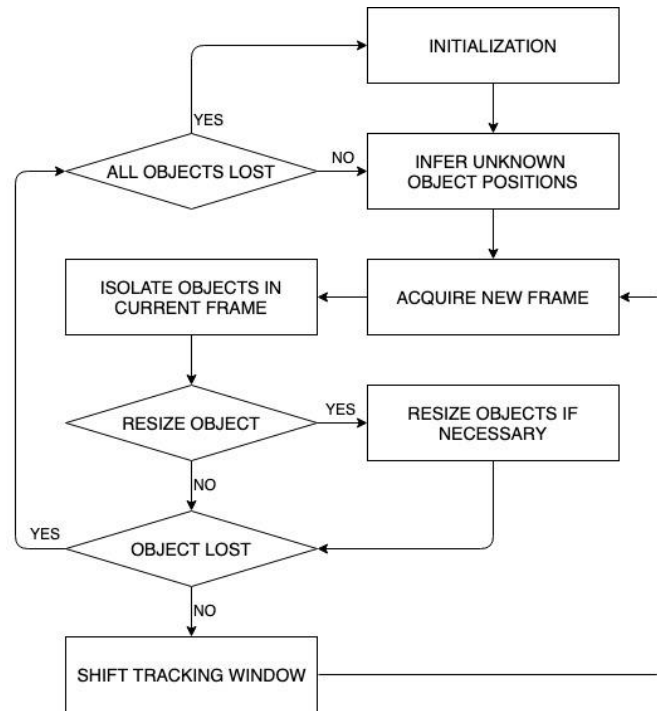 INITIALIZATION
YES
ALL OBJECTS LOST
NO
INFER UNKNOWN
OBJECT POSITIONS
ISOLATE OBJECTS IN
CURRENT FRAME
ACQUIRE NEW FRAME
RESIZE OBJECT
YES
RESIZE OBJECTS IF
NECESSARY
NO
YES
OBJECT LOST
NO
SHIFT TRACKING WINDOW